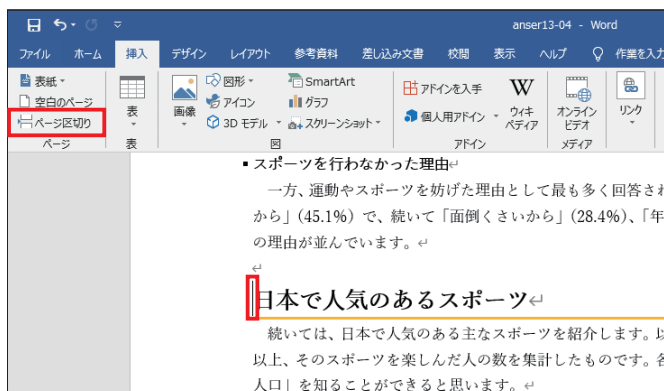 anser13-04 - Word
ファイル ホーム 挿入 デザイン レイアウト 参考資料 差し込み文書 校閲 表示 ヘルプ 作業を入力
表紙
空白のページ
ページ区切り
ページ
表
表
画像
図形
アイコン
3D モデル
SmartArt
グラフ
スクリーンショット
図
アドインを入手
個人用アドイン
ウィキ
ペディア
アドイン
オンライン
ビデオ
メディア
リンク
▪スポーツを行わなかった理由↵
一方、運動やスポーツを妨げた理由として最も多く回答され
から」(45.1%)で、続いて「面倒くさいから」(28.4%)、「年
の理由が並んでいます。↵
↵
日本で人気のあるスポーツ↵
続いては、日本で人気のある主なスポーツを紹介します。以
以上、そのスポーツを楽しんだ人の数を集計したものです。各
人口」を知ることができると思います。↵